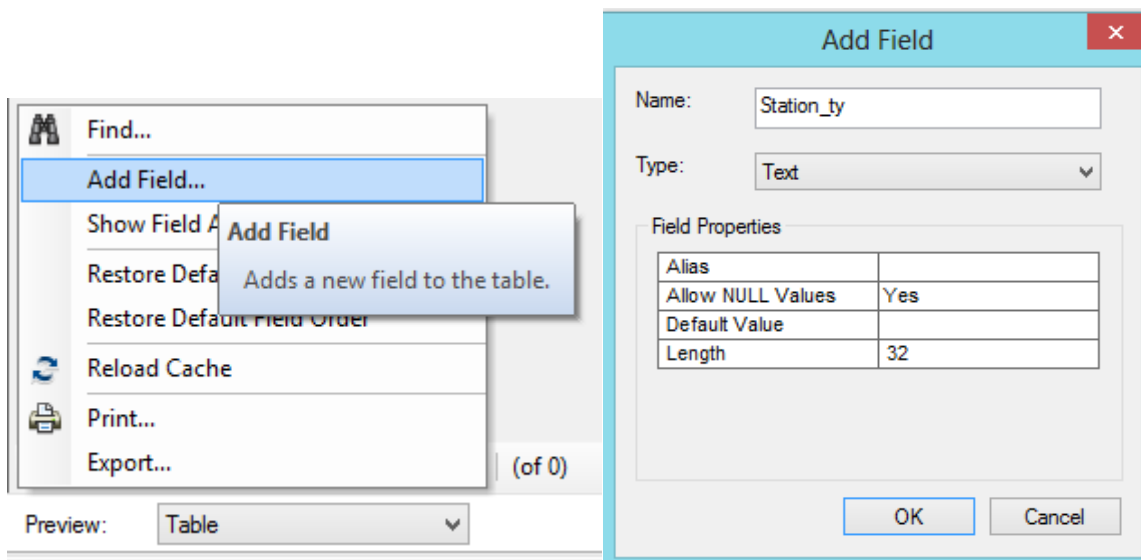 Find...
Add Field...
Show Field A
Add Field
Adds a new field to the table.
Restore Defa
Restore Default Field Order
Reload Cache
Print...
Export...
(of 0)
Preview: Table
Add Field
Name: Station_ty
Type: Text
Field Properties
Alias
Allow NULL Values Yes
Default Value
Length 32
OK Cancel